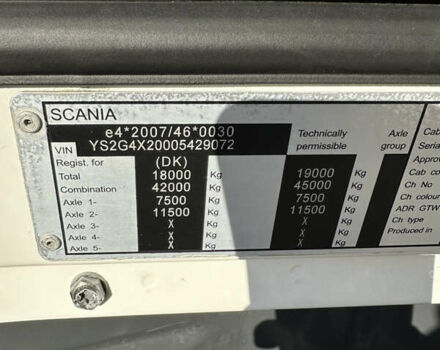 SCANIA
e4*2007/46*0030
VIN YS2G4X20005429072
Regist. for (DK) Technically permissible Axle group
Total 18000 Kg 19000 Kg
Combination 42000 Kg 45000 Kg
Axle 1- 7500 Kg 7500 Kg
Axle 2- 11500 Kg 11500 Kg
Axle 3- X Kg X Kg
Axle 4- X Kg X Kg
Axle 5- X Kg X Kg
Cab
Serial
Approve
Cab co
Ch
Ch colour
ADR GTW
Ch type
Produced in